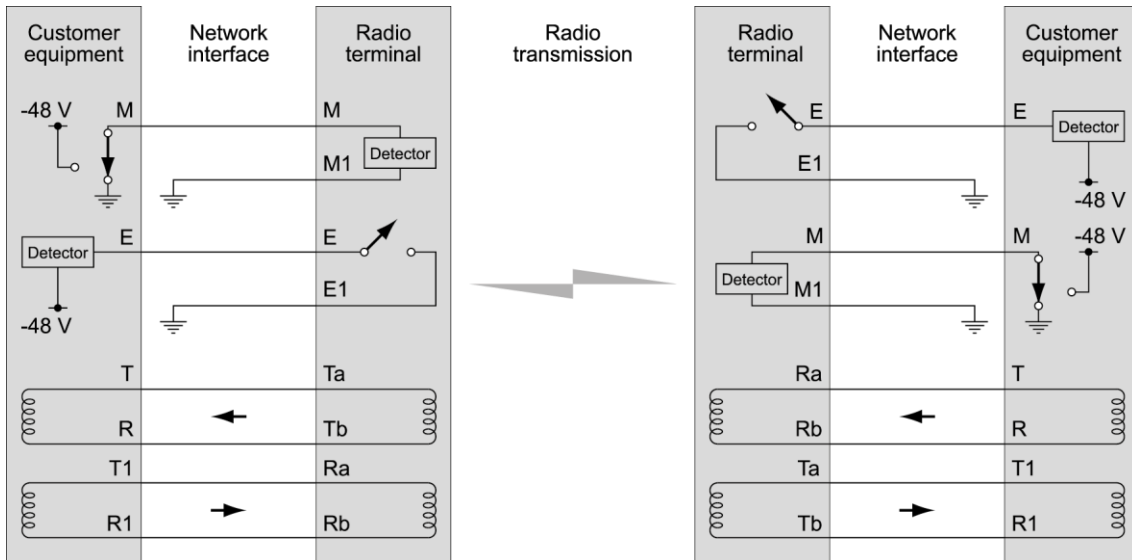 Customer equipment
Network interface
Radio terminal
Radio transmission
Radio terminal
Network interface
Customer equipment
-48 V
M
M
Detector
M1
E
E
Detector
-48 V
E1
E
E
Detector
E1
-48 V
M
M
-48 V
Detector
M1
T
Ta
R
Tb
T1
Ra
R1
Rb
Ra
T
Rb
R
Ta
T1
Tb
R1